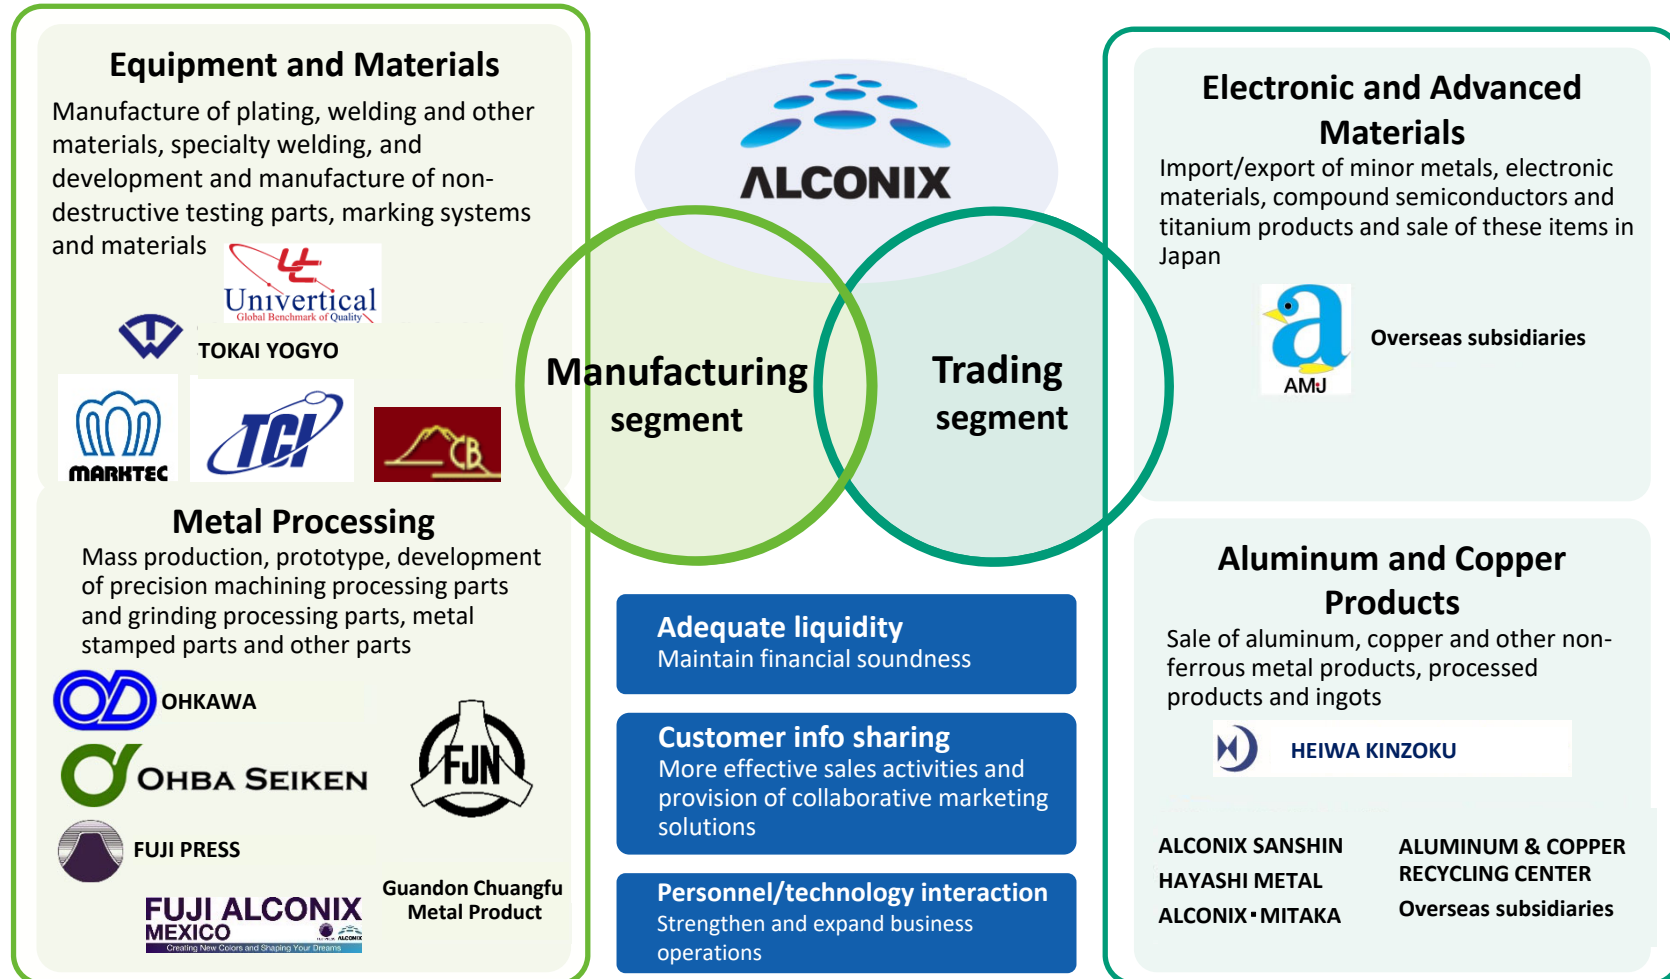 Equipment and Materials
Manufacture of plating, welding and other
materials, specialty welding, and
development and manufacture of non-
destructive testing parts, marking systems
and materials
Univertical
Global Benchmark of Quality
TOKAI YOGYO
MARKTEC
TCI
CB
Metal Processing
Mass production, prototype, development
of precision machining processing parts
and grinding processing parts, metal
stamped parts and other parts
OHKAWA
OHBA SEIKEN
FJN
FUJI PRESS
FUJI ALCONIX
MEXICO
ALCONIX
Creating New Colors and Shaping Your Dreams
Guandon Chuangfu
Metal Product
ALCONIX
Manufacturing
segment
Trading
segment
Adequate liquidity
Maintain financial soundness
Customer info sharing
More effective sales activities and
provision of collaborative marketing
solutions
Personnel/technology interaction
Strengthen and expand business
operations
Electronic and Advanced
Materials
Import/export of minor metals, electronic
materials, compound semiconductors and
titanium products and sale of these items in
Japan
a
AMJ
Overseas subsidiaries
Aluminum and Copper
Products
Sale of aluminum, copper and other non-
ferrous metal products, processed
products and ingots
HEIWA KINZOKU
ALCONIX SANSHIN
HAYASHI METAL
ALCONIX・MITAKA
ALUMINUM & COPPER
RECYCLING CENTER
Overseas subsidiaries